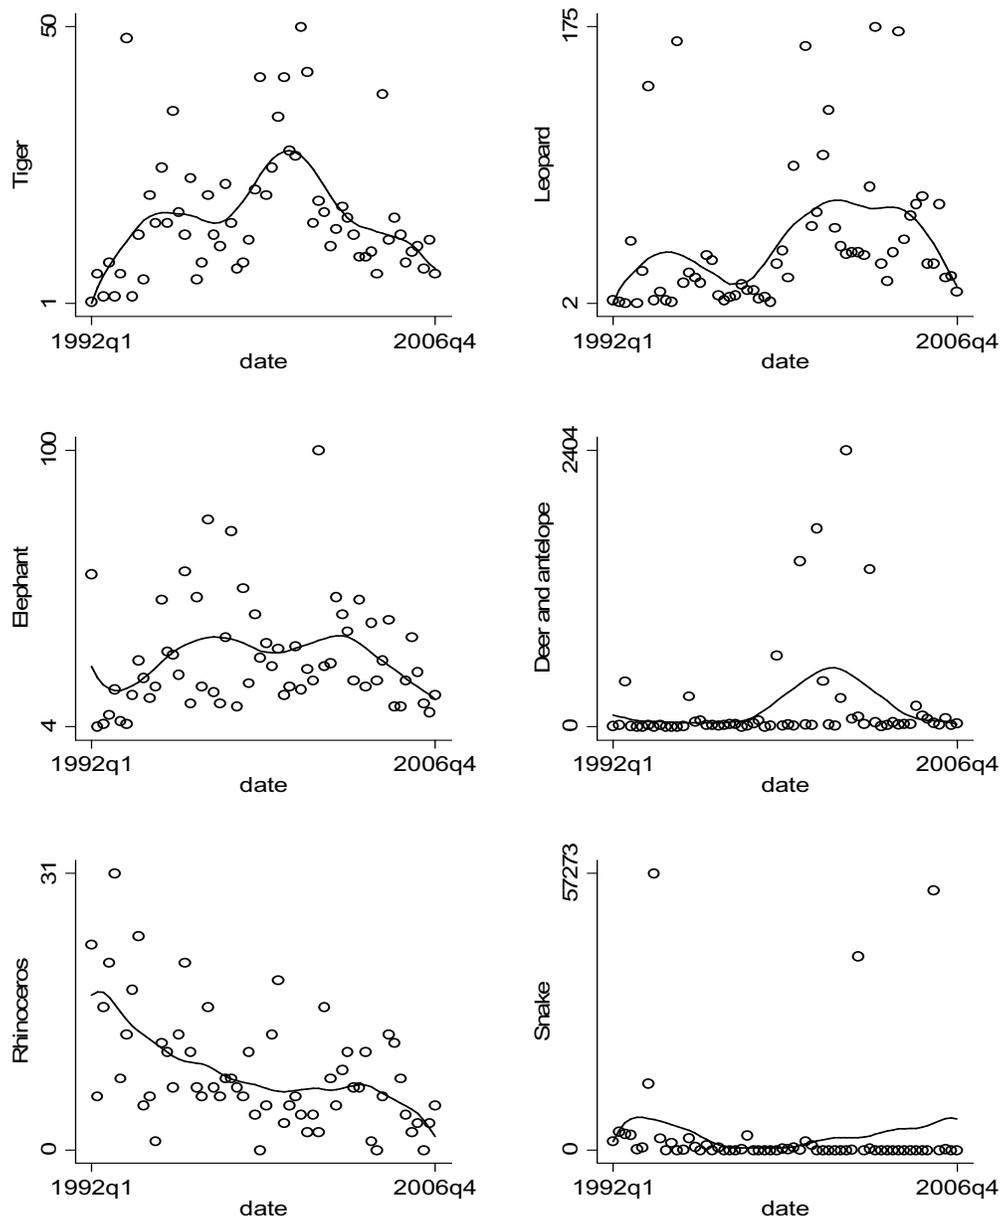 50
Tiger
1
1992q1
2006q4
date
175
Leopard
2
1992q1
2006q4
date
100
Elephant
4
1992q1
2006q4
date
2404
Deer and antelope
0
1992q1
2006q4
date
31
Rhinoceros
0
1992q1
2006q4
date
57273
Snake
0
1992q1
2006q4
date